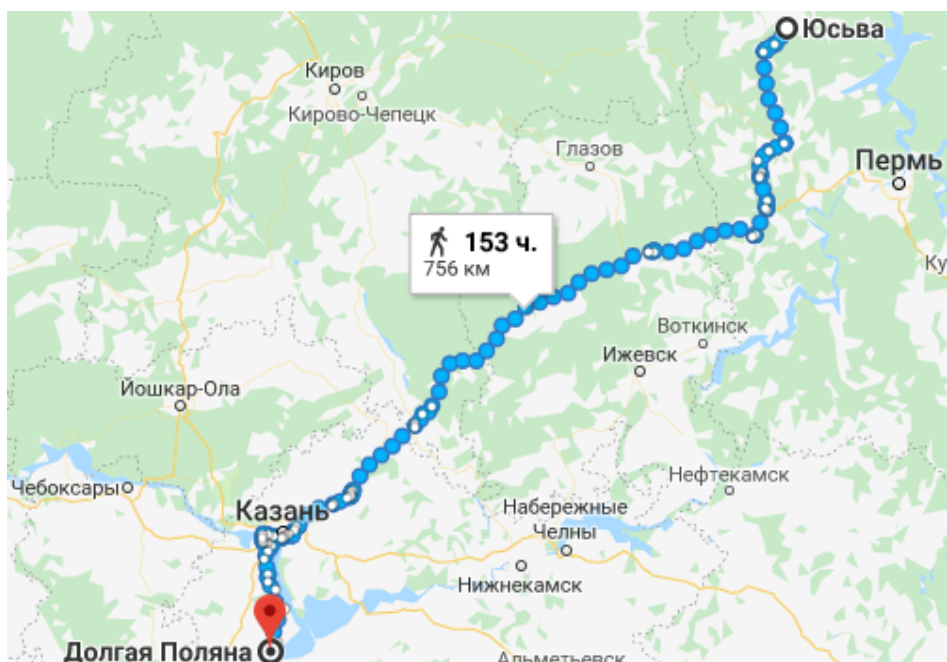 Юсьва
Киров
Кирово-Чепецк
Глазов
Пермь
153 ч.
756 км
Ку
Воткинск
Ижевск
Йошкар-Ола
Нефтекамск
Чебоксары
Казань
Набережные
Челны
Нижнекамск
Долгая Поляна
Альметьевск